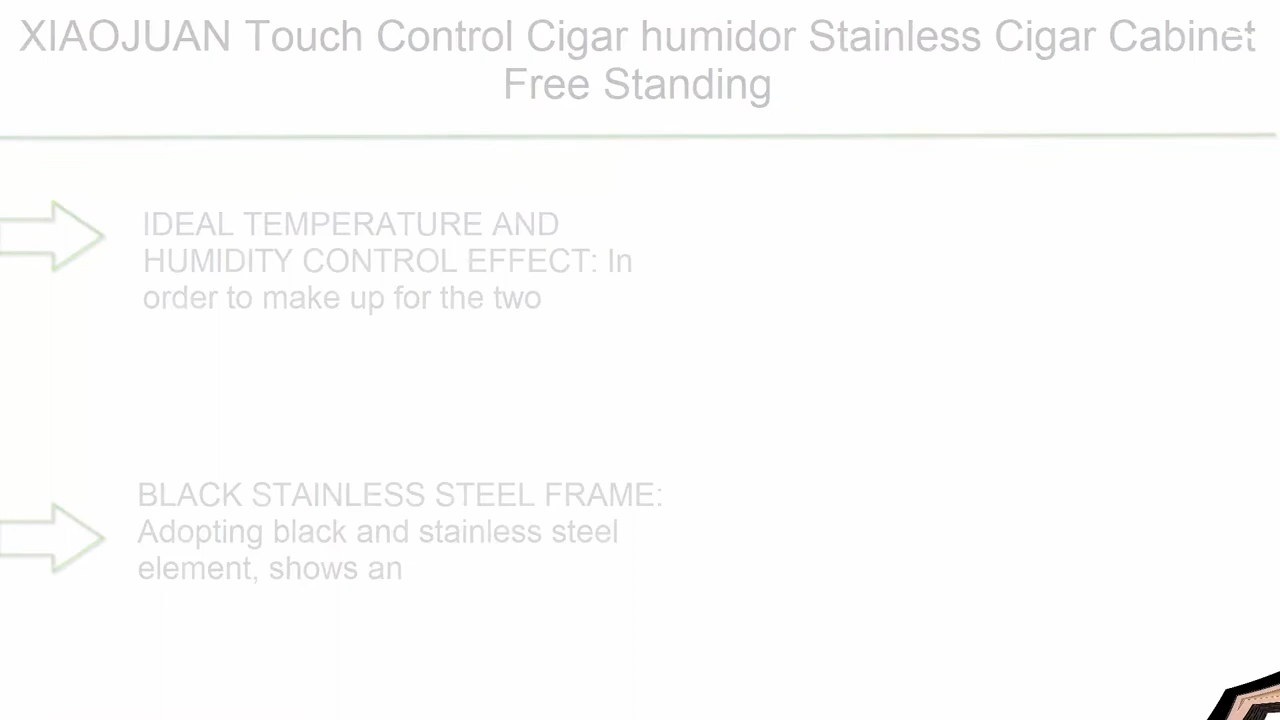 XIAOJUAN Touch Control Cigar humidor Stainless Cigar Cabinet
Free Standing
IDEAL TEMPERATURE AND
HUMIDITY CONTROL EFFECT: In
order to make up for the two
BLACK STAINLESS STEEL FRAME:
Adopting black and stainless steel
element, shows an